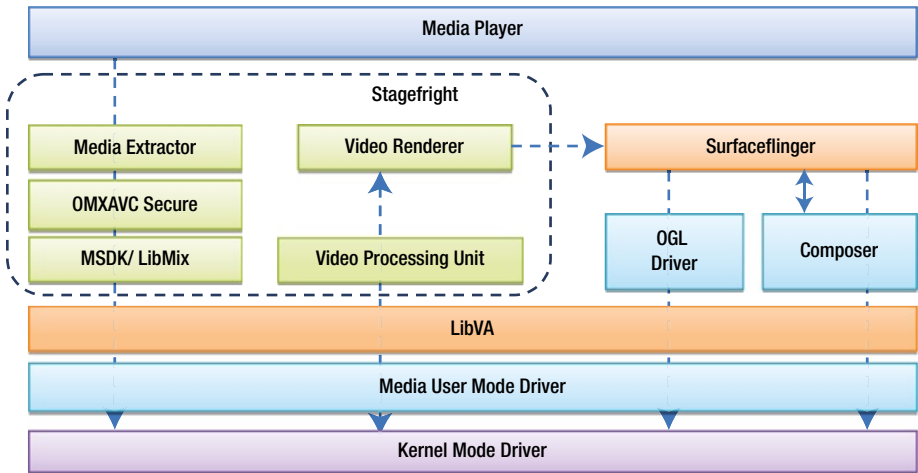 Media Player
Stagefright
Media Extractor
Video Renderer
Surfaceflinger
OMXAVC Secure
MSDK/ LibMix
Video Processing Unit
OGL
Driver
Composer
LibVA
Media User Mode Driver
Kernel Mode Driver